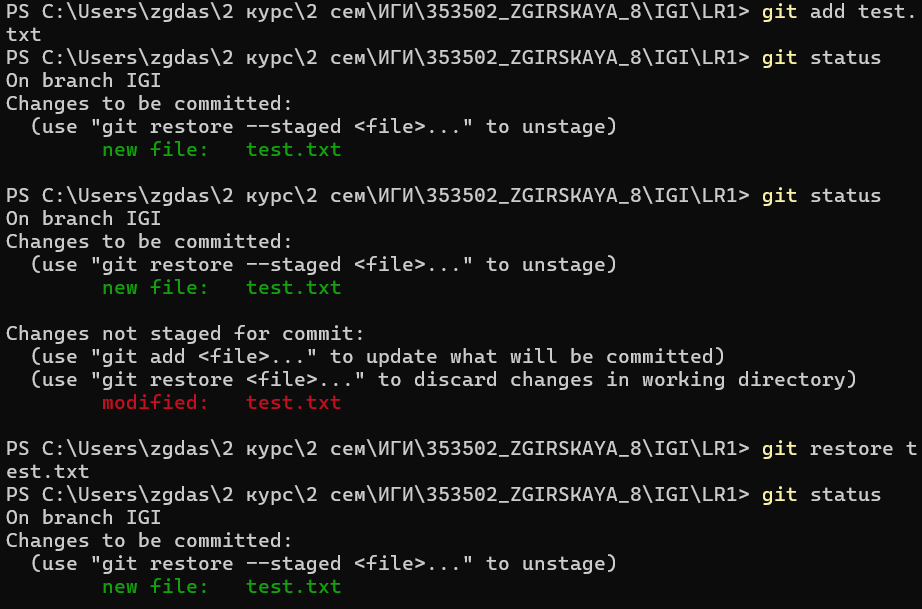 PS C:\Users\zgdas\2 курс\2 сем\ИГИ\353502_ZGIRSKAYA_8\IGI\LR1> git add test.
txt
PS C:\Users\zgdas\2 курс\2 сем\ИГИ\353502_ZGIRSKAYA_8\IGI\LR1> git status
On branch IGI
Changes to be committed:
  (use "git restore --staged <file>..." to unstage)
        new file:   test.txt

PS C:\Users\zgdas\2 курс\2 сем\ИГИ\353502_ZGIRSKAYA_8\IGI\LR1> git status
On branch IGI
Changes to be committed:
  (use "git restore --staged <file>..." to unstage)
        new file:   test.txt

Changes not staged for commit:
  (use "git add <file>..." to update what will be committed)
  (use "git restore <file>..." to discard changes in working directory)
        modified:   test.txt

PS C:\Users\zgdas\2 курс\2 сем\ИГИ\353502_ZGIRSKAYA_8\IGI\LR1> git restore t
est.txt
PS C:\Users\zgdas\2 курс\2 сем\ИГИ\353502_ZGIRSKAYA_8\IGI\LR1> git status
On branch IGI
Changes to be committed:
  (use "git restore --staged <file>..." to unstage)
        new file:   test.txt